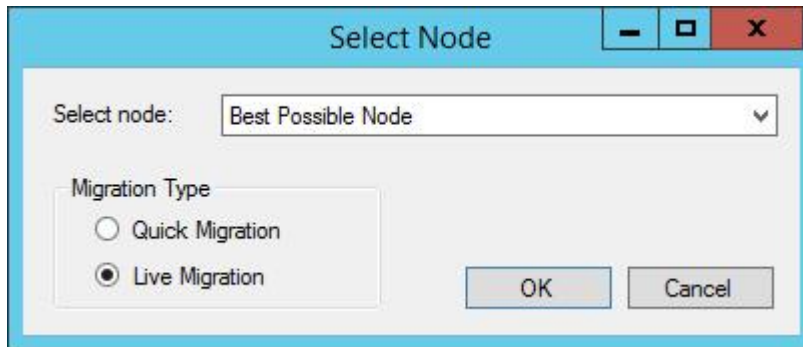 Select Node
Select node: Best Possible Node
Migration Type
Quick Migration
Live Migration
OK Cancel